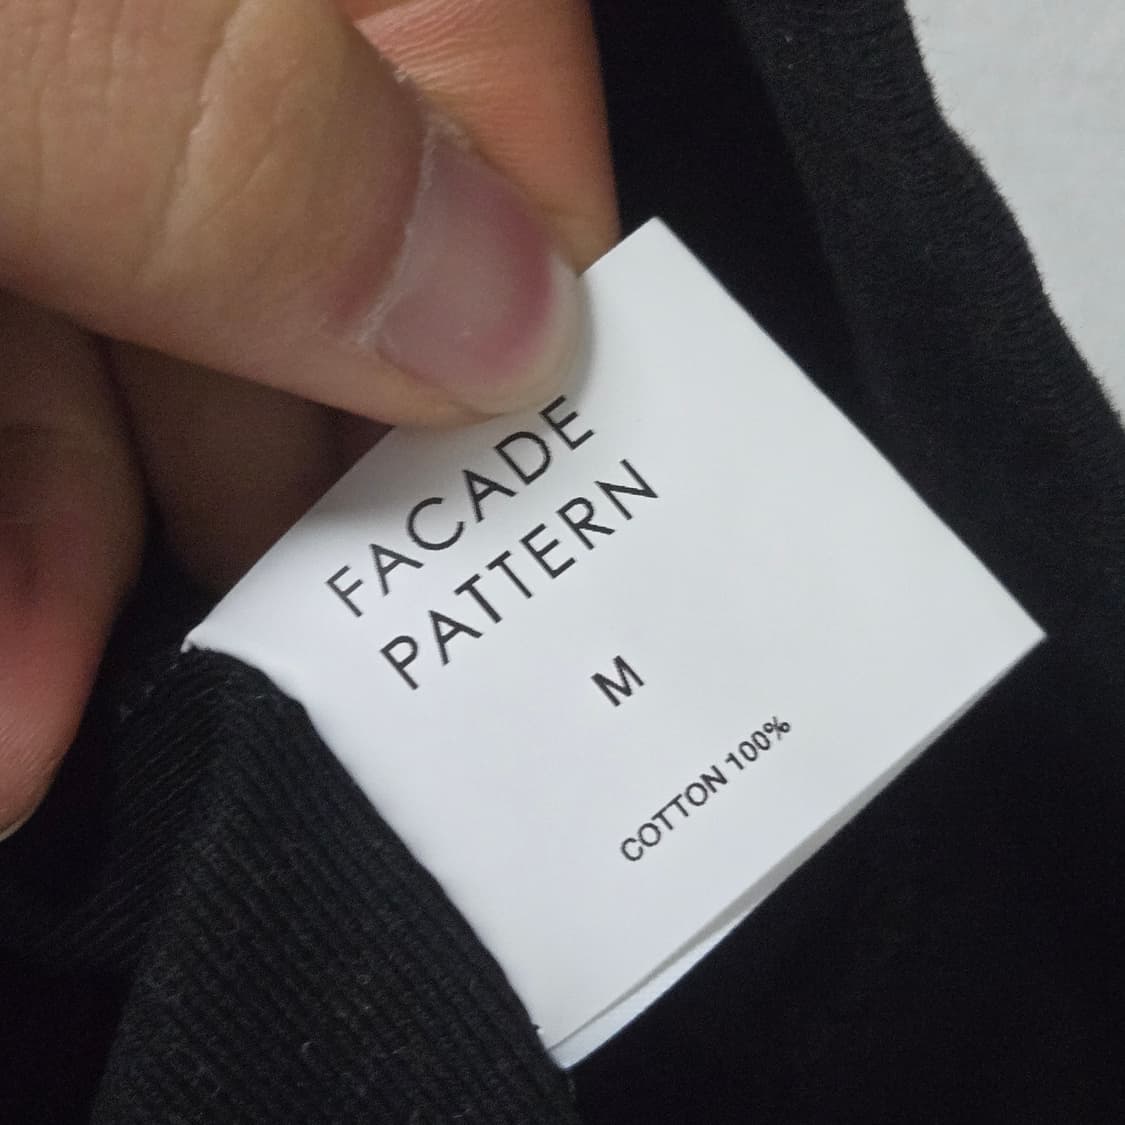 FACADE
PATTERN
M
COTTON 100%